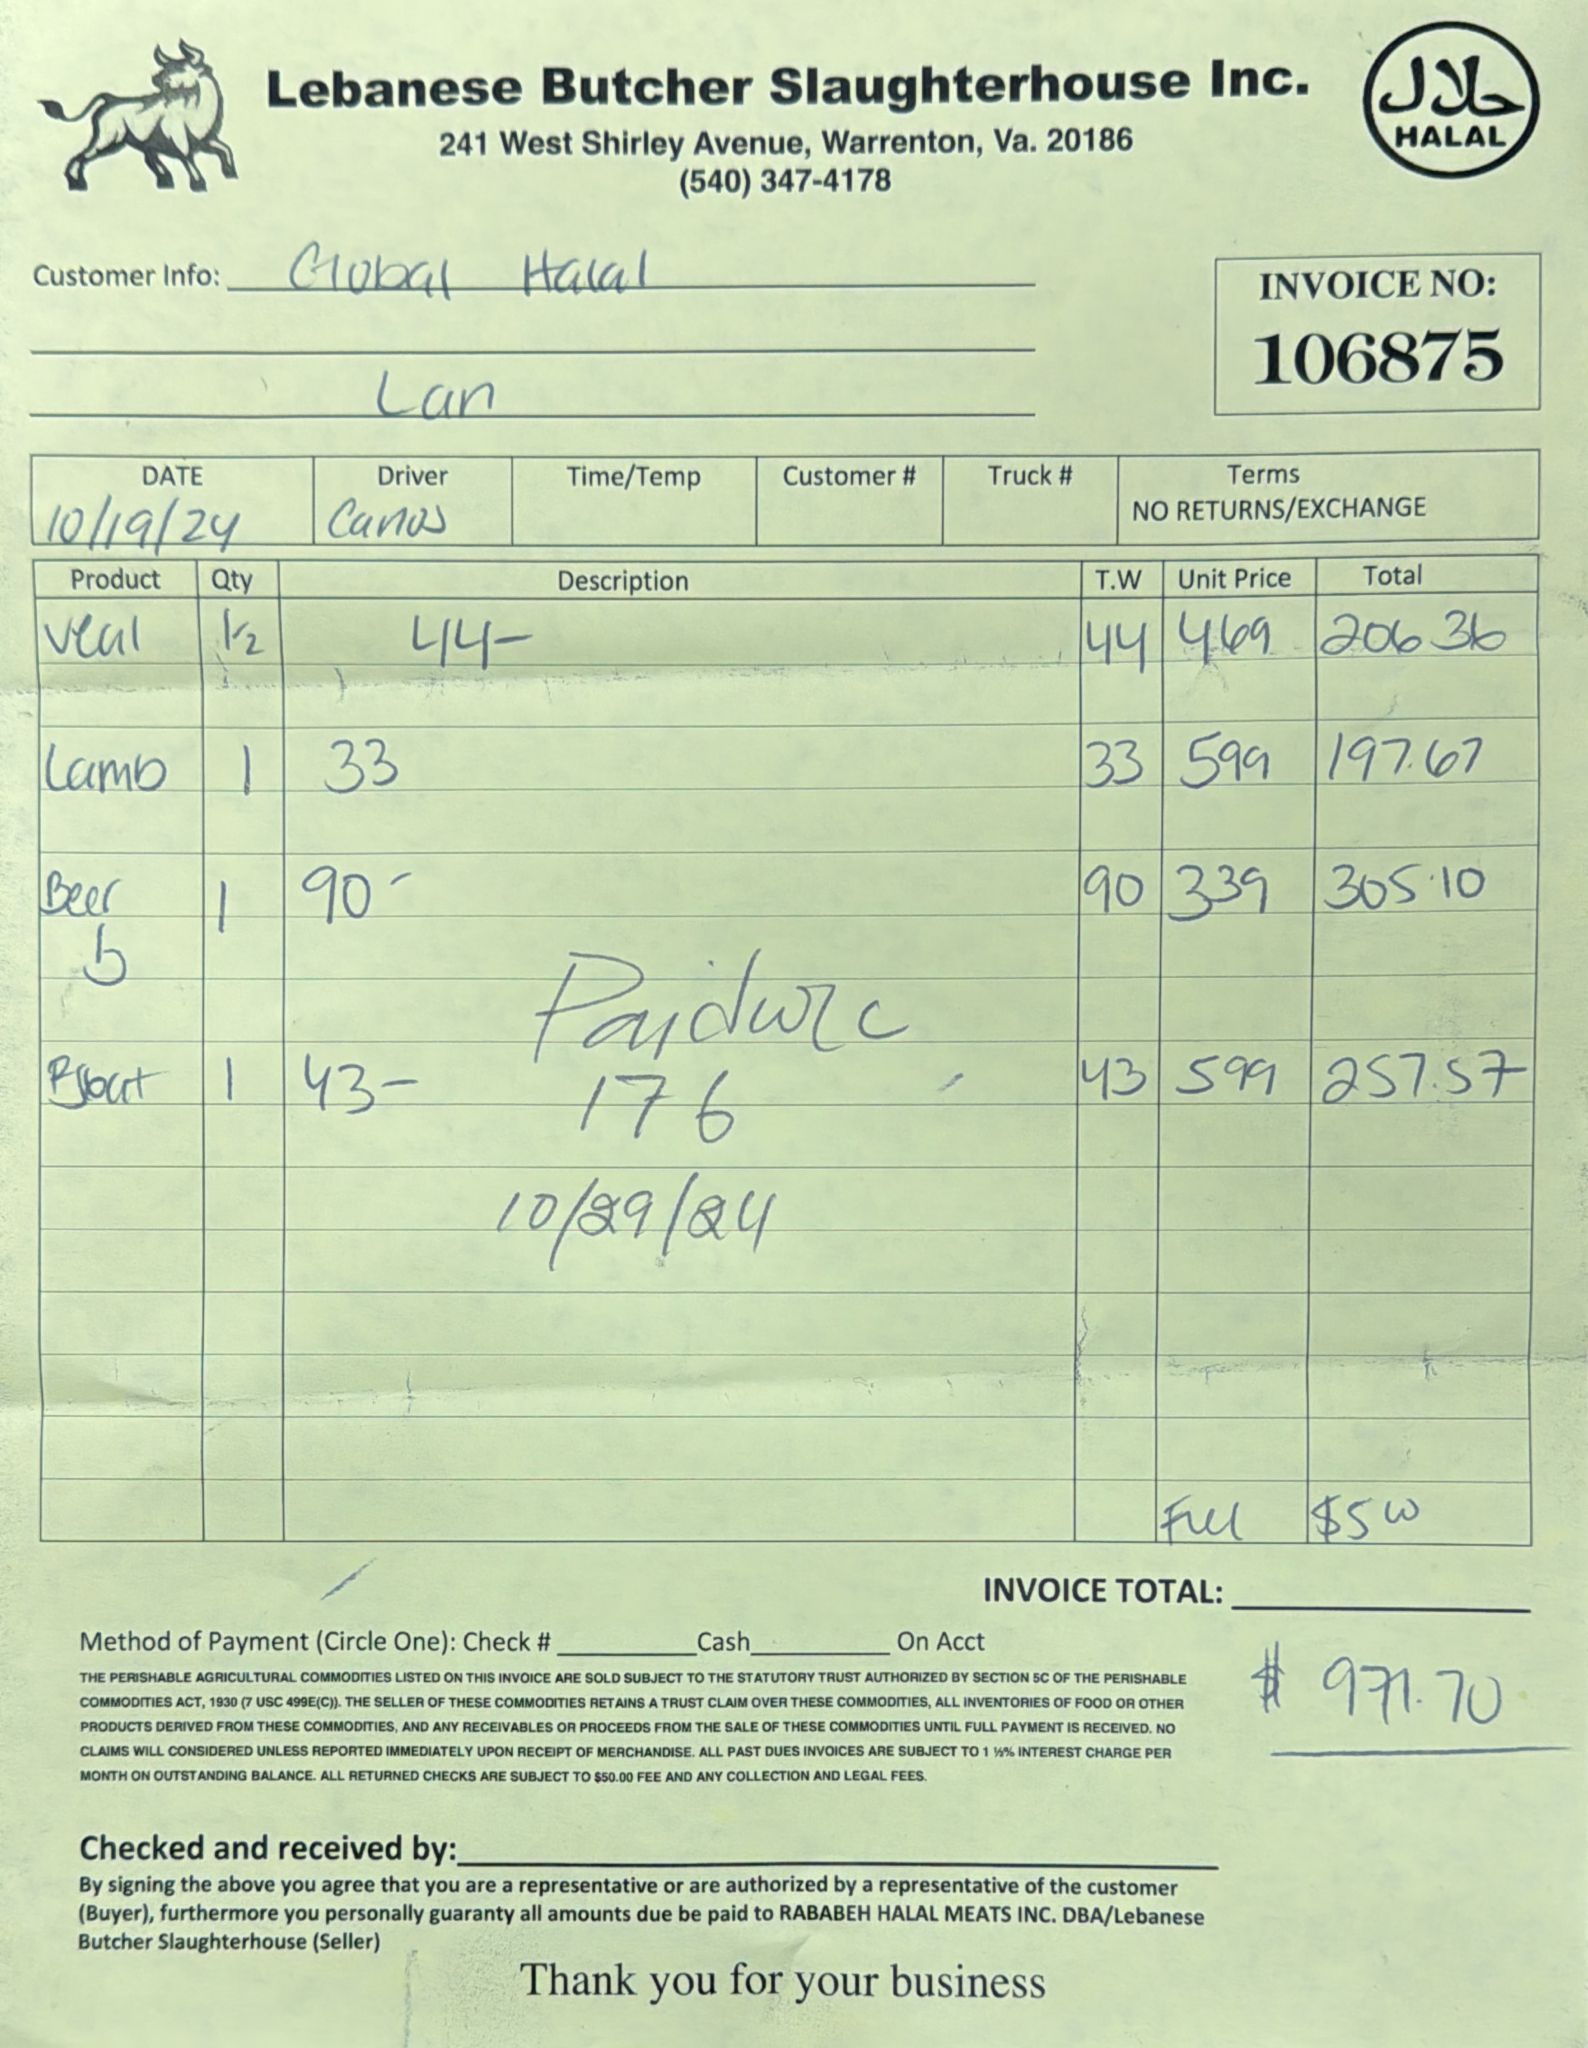 Lebanese Butcher Slaughterhouse Inc.
241 West Shirley Avenue, Warrenton, Va. 20186
(540) 347-4178
حلال
HALAL
Customer Info: Global Halal
Lan
INVOICE NO:
106875
DATE Driver Time/Temp Customer # Truck # Terms
10/19/24 NO RETURNS/EXCHANGE
Product Qty Description T.W Unit Price Total
Veal 1/2 44- 44 469 206 36
Lamb 1 33 33 599 197.67
Beef 1 90- 90 339 305.10
b
1 43- 43 599 257.57
Paid
176
10/29/24
Fuel $5 00
INVOICE TOTAL:
$ 971.70
Method of Payment (Circle One): Check # Cash On Acct
THE PERISHABLE AGRICULTURAL COMMODITIES LISTED ON THIS INVOICE ARE SOLD SUBJECT TO THE STATUTORY TRUST AUTHORIZED BY SECTION 5C OF THE PERISHABLE
COMMODITIES ACT, 1930 (7 USC 499E(C)). THE SELLER OF THESE COMMODITIES RETAINS A TRUST CLAIM OVER THESE COMMODITIES, ALL INVENTORIES OF FOOD OR OTHER
PRODUCTS DERIVED FROM THESE COMMODITIES, AND ANY RECEIVABLES OR PROCEEDS FROM THE SALE OF THESE COMMODITIES UNTIL FULL PAYMENT IS RECEIVED. NO
CLAIMS WILL CONSIDERED UNLESS REPORTED IMMEDIATELY UPON RECEIPT OF MERCHANDISE. ALL PAST DUES INVOICES ARE SUBJECT TO 1 ½% INTEREST CHARGE PER
MONTH ON OUTSTANDING BALANCE. ALL RETURNED CHECKS ARE SUBJECT TO $50.00 FEE AND ANY COLLECTION AND LEGAL FEES.
Checked and received by:
By signing the above you agree that you are a representative or are authorized by a representative of the customer
(Buyer), furthermore you personally guaranty all amounts due be paid to RABABEH HALAL MEATS INC. DBA/Lebanese
Butcher Slaughterhouse (Seller)
Thank you for your business